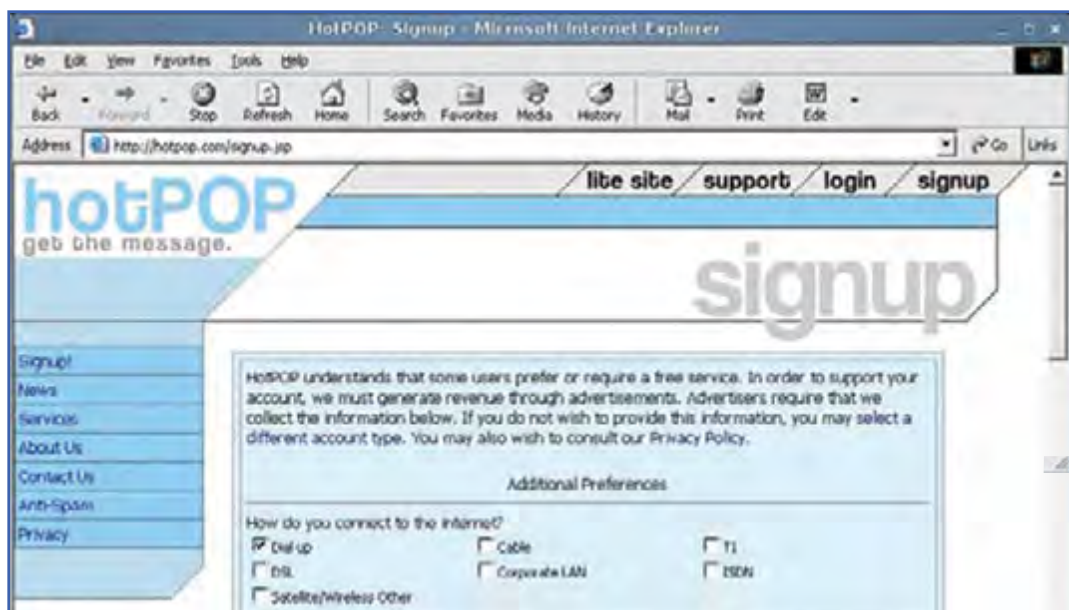 HotPOP: Signup - Microsoft Internet Explorer
File Edit View Favorites Tools Help
Back Forward Stop Refresh Home Search Favorites Media History Mail Print Edit
Address http://hotpop.com/signup.jsp Go Links
lite site support login signup
hotPOP
get the message.
signup
Signup!
News
Services
About Us
Contact Us
Anti-Spam
Privacy
HotPOP understands that some users prefer or require a free service. In order to support your
account, we must generate revenue through advertisements. Advertisers require that we
collect the information below. If you do not wish to provide this information, you may select a
different account type. You may also wish to consult our Privacy Policy.
Additional Preferences
How do you connect to the internet?
Dial up Cable T1
DSL Corporate LAN ISDN
Satellite/Wireless Other